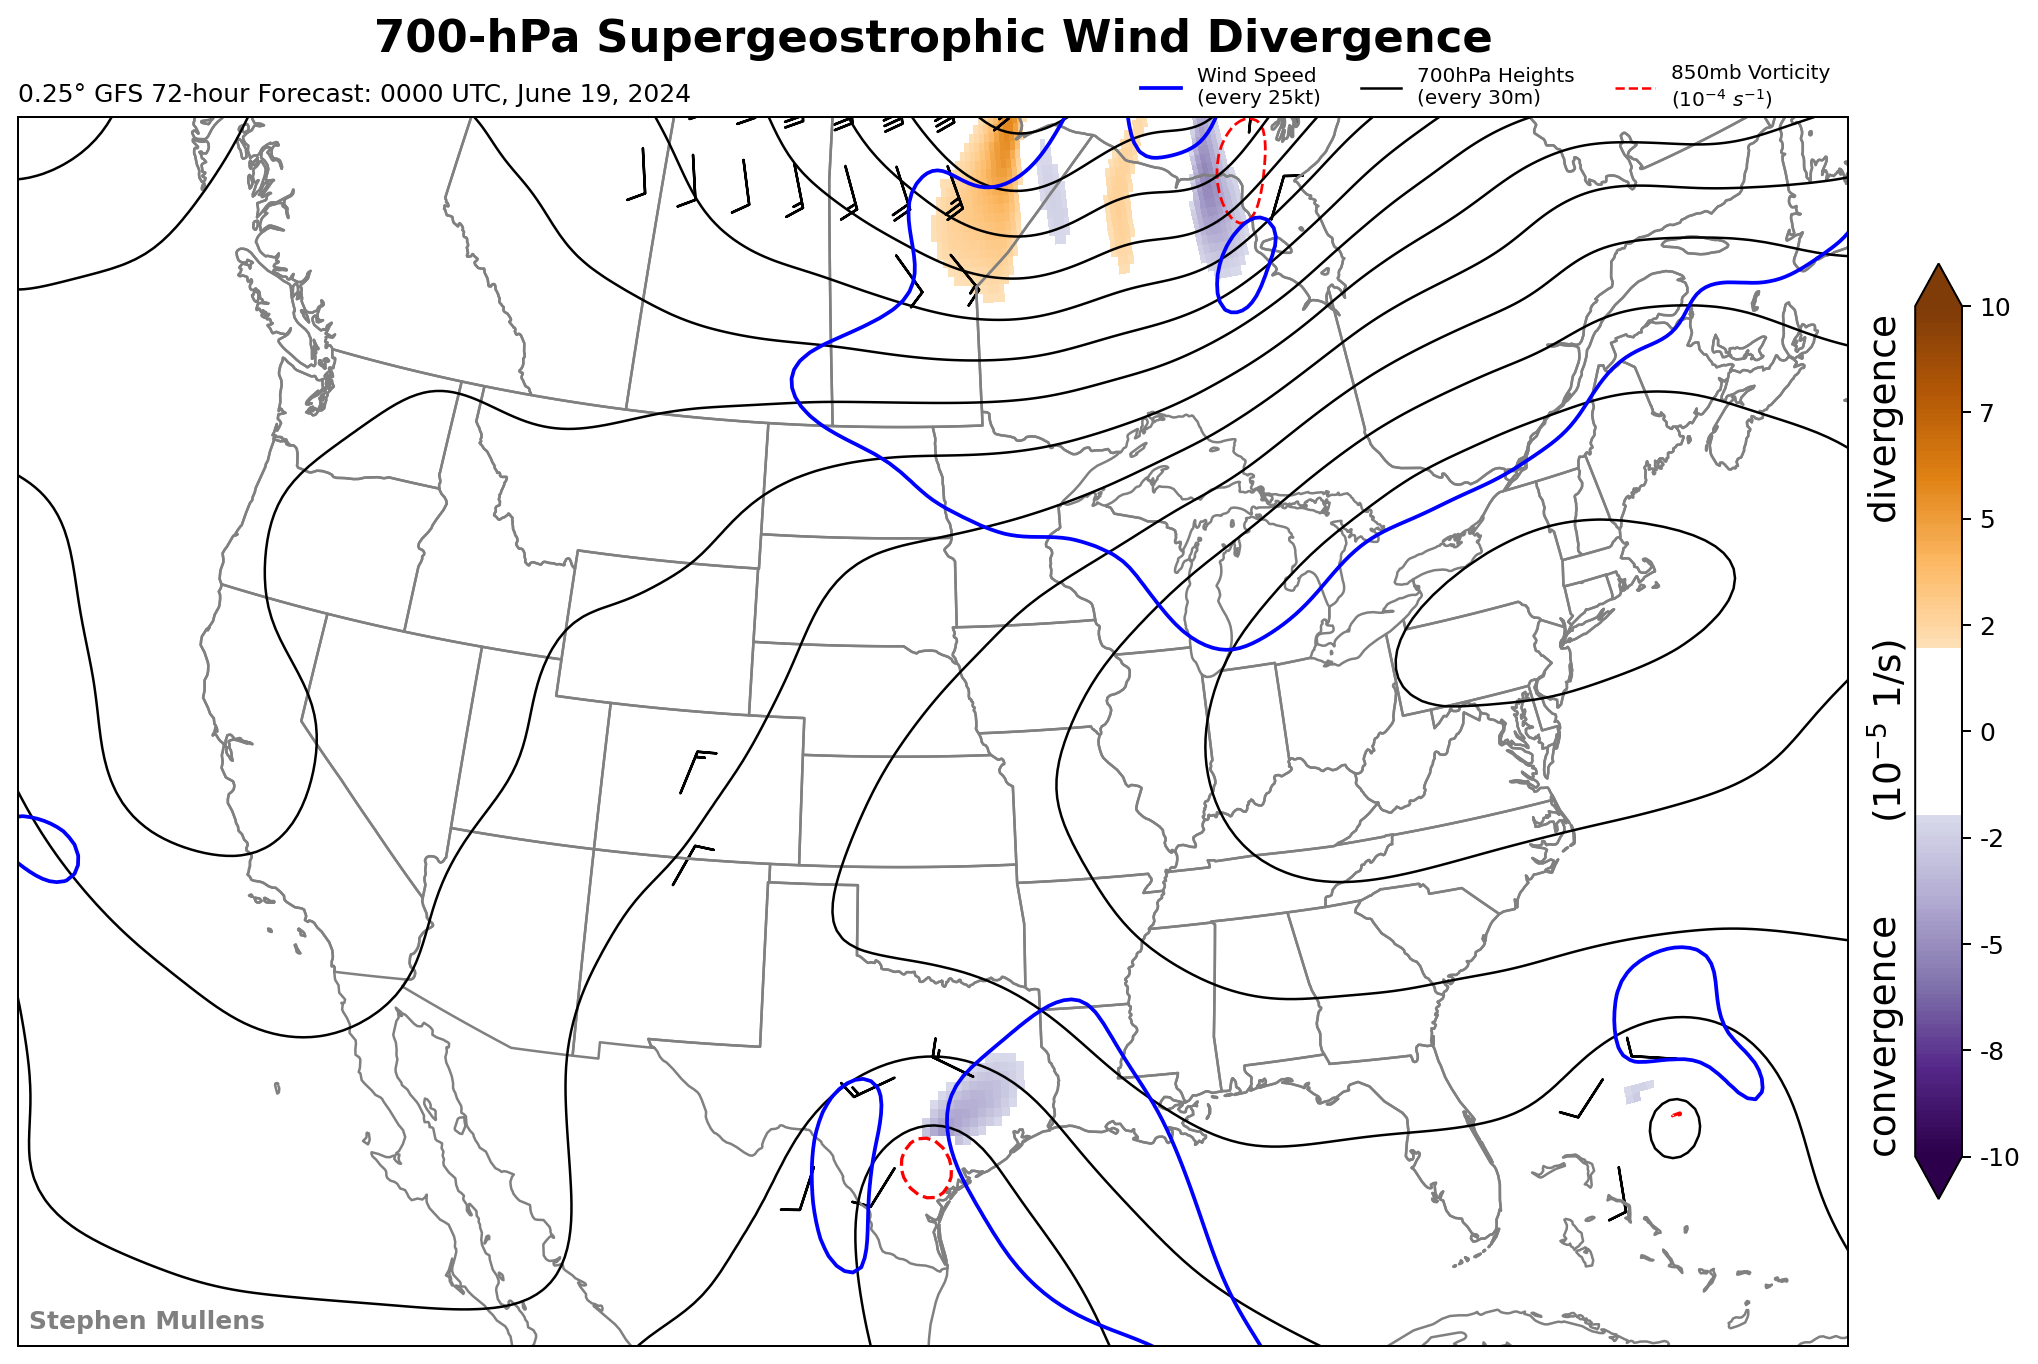 700-hPa Supergeostrophic Wind Divergence
0.25° GFS 72-hour Forecast: 0000 UTC, June 19, 2024
Wind Speed
(every 25kt)
700hPa Heights
(every 30m)
850mb Vorticity
(10⁻⁴ s⁻¹)
10
7
5
2
0
-2
-5
-8
-10
convergence (10⁻⁵ 1/s) divergence
Stephen Mullens